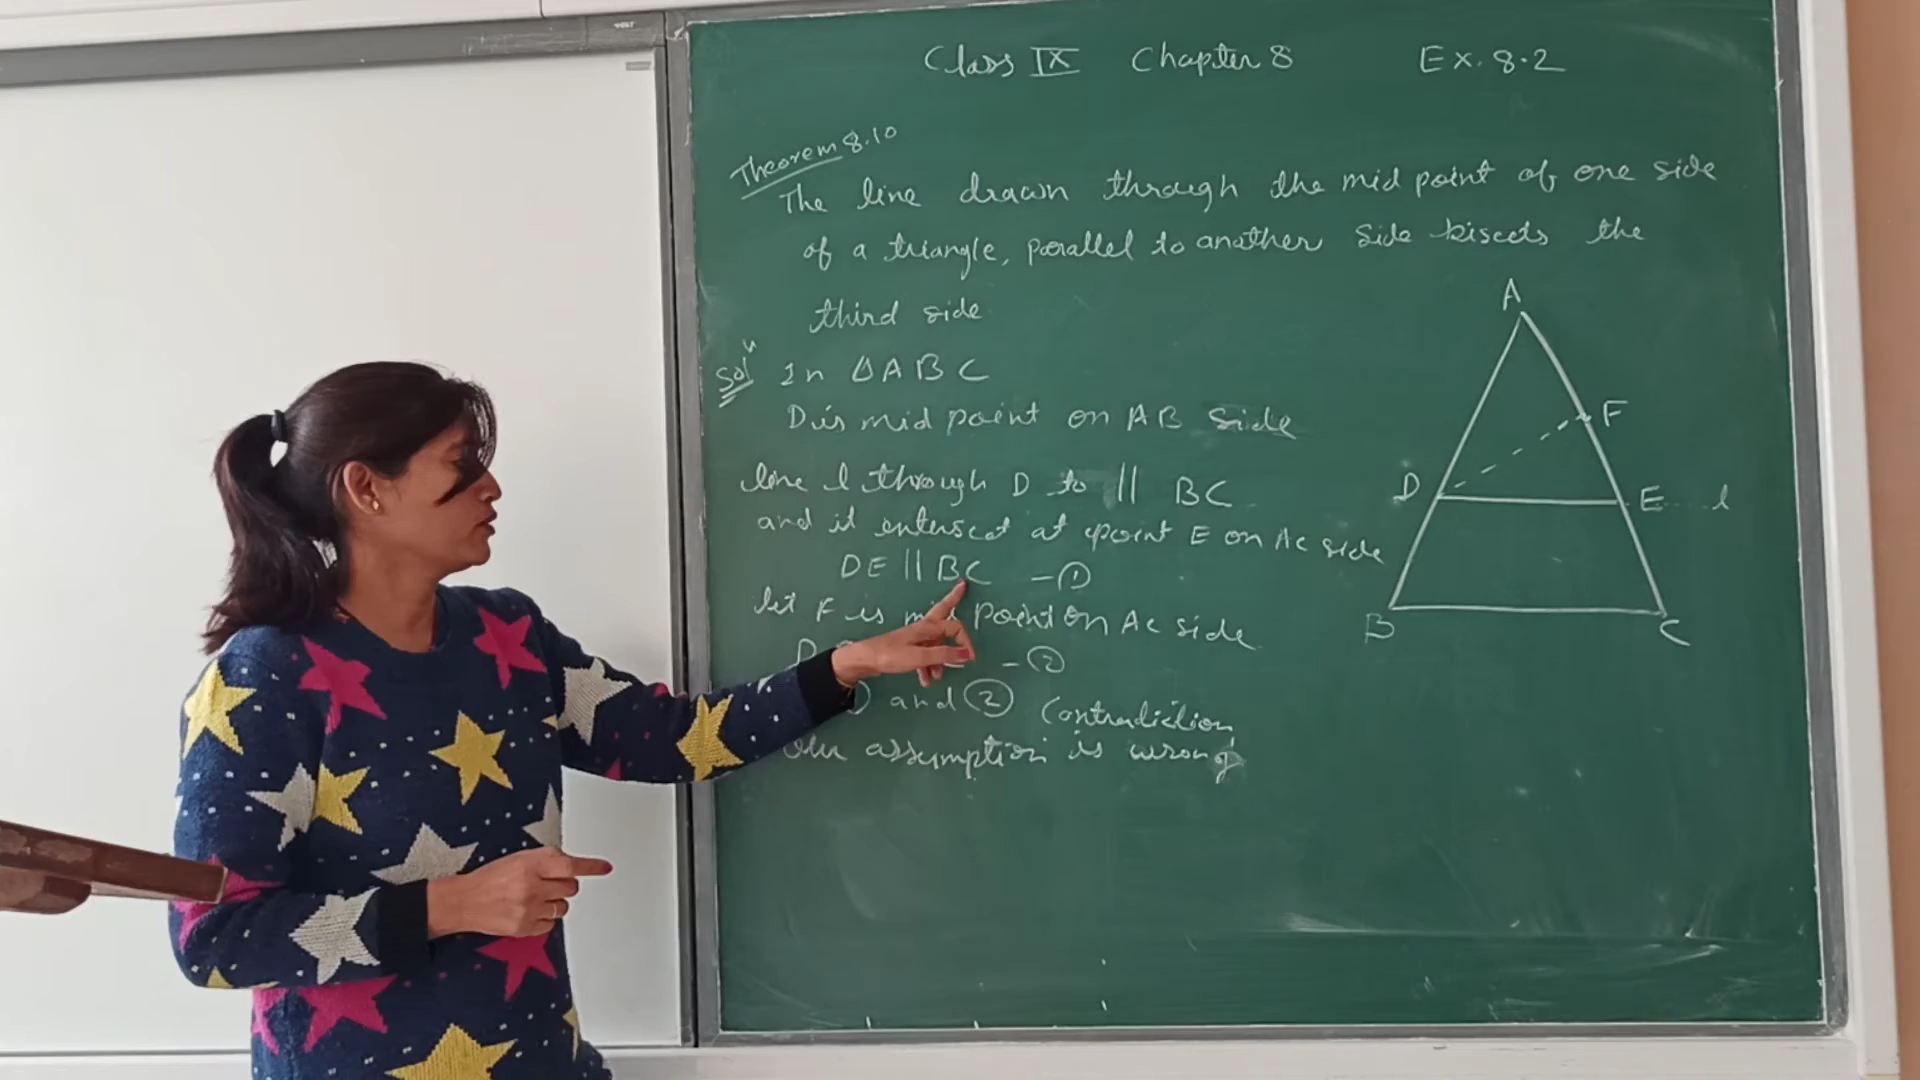 Class IX Chapter 8 Ex. 8.2
Theorem 8.10
The line drawn through the mid point of one side
of a triangle, parallel to another side bisects the
third side
Solⁿ In ΔABC
D is mid point on AB side
line l through D to || BC
and it interscet at point E on AC side
DE || BC - ①
let F is mid point on AC side
- ②
and ② Contradiction
assumption is wrong
A
F
D
E
l
B
C